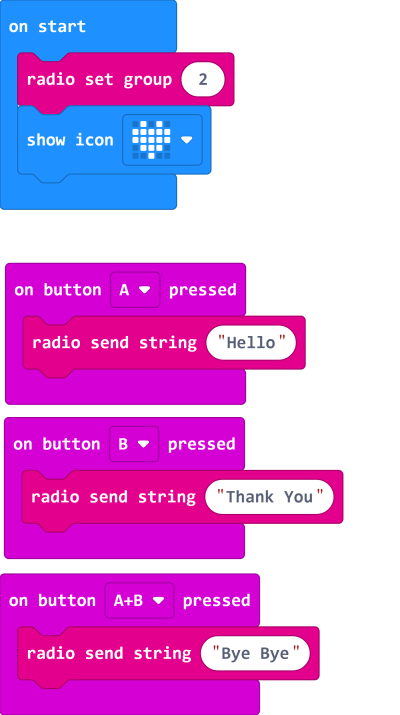 on start
radio set group 2
show icon
on button A pressed
radio send string "Hello"
on button B pressed
radio send string "Thank You"
on button A+B pressed
radio send string "Bye Bye"